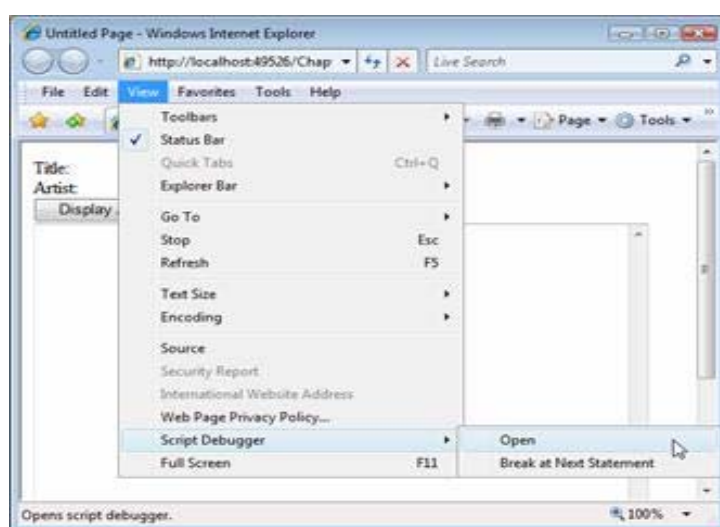 Untitled Page - Windows Internet Explorer
http://localhost:49526/Chap
Live Search
File Edit View Favorites Tools Help
Page Tools
Toolbars
Status Bar
Quick Tabs Ctrl+Q
Explorer Bar
Title:
Artist:
Display
Go To
Stop Esc
Refresh F5
Text Size
Encoding
Source
Security Report
International Website Address
Web Page Privacy Policy...
Script Debugger
Open
Full Screen F11
Break at Next Statement
Opens script debugger.
100%